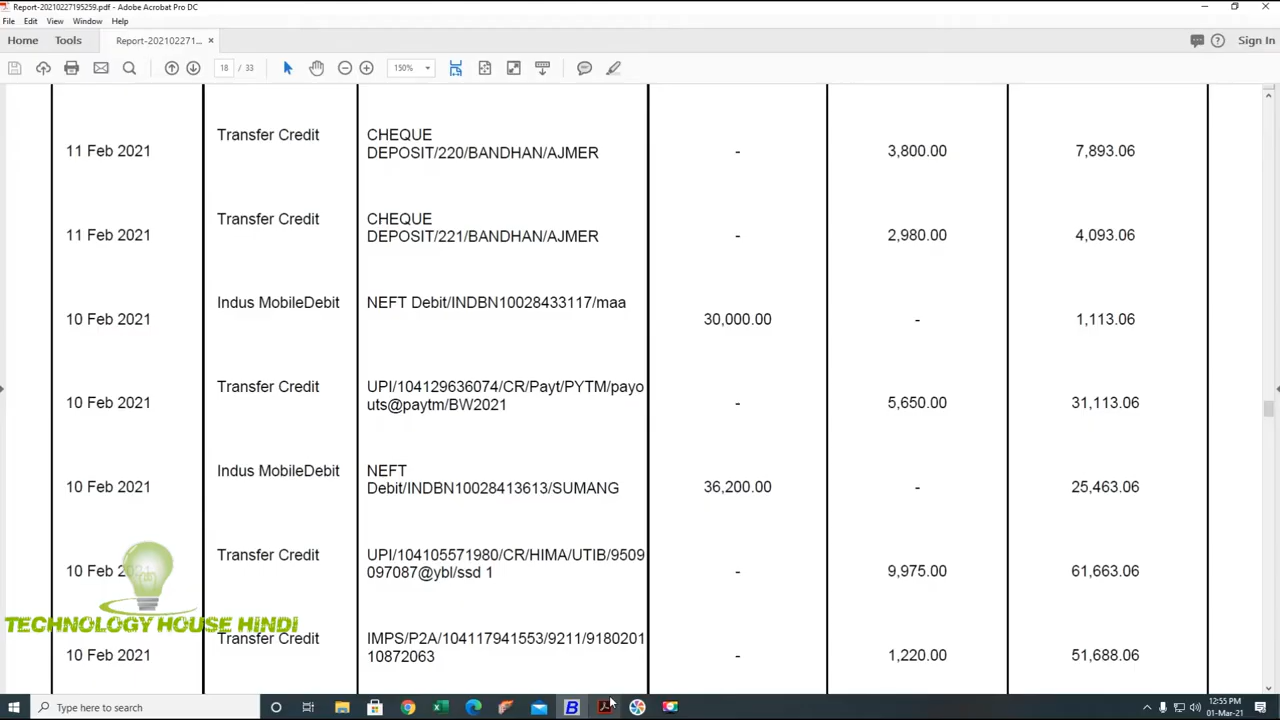 Report-20210227195259.pdf - Adobe Acrobat Pro DC
File Edit View Window Help
Home Tools Report-202102271... × Sign In
18 / 33 150%
11 Feb 2021 Transfer Credit CHEQUE
DEPOSIT/220/BANDHAN/AJMER - 3,800.00 7,893.06
11 Feb 2021 Transfer Credit CHEQUE
DEPOSIT/221/BANDHAN/AJMER - 2,980.00 4,093.06
10 Feb 2021 Indus MobileDebit NEFT Debit/INDBN10028433117/maa 30,000.00 - 1,113.06
10 Feb 2021 Transfer Credit UPI/104129636074/CR/Payt/PYTM/payo
uts@paytm/BW2021 - 5,650.00 31,113.06
10 Feb 2021 Indus MobileDebit NEFT
Debit/INDBN10028413613/SUMANG 36,200.00 - 25,463.06
10 Feb 2021 Transfer Credit UPI/104105571980/CR/HIMA/UTIB/9509
097087@ybl/ssd 1 - 9,975.00 61,663.06
TECHNOLOGY HOUSE HINDI
10 Feb 2021 Transfer Credit IMPS/P2A/104117941553/9211/9180201
10872063 - 1,220.00 51,688.06
Type here to search
12:55 PM
01-Mar-21